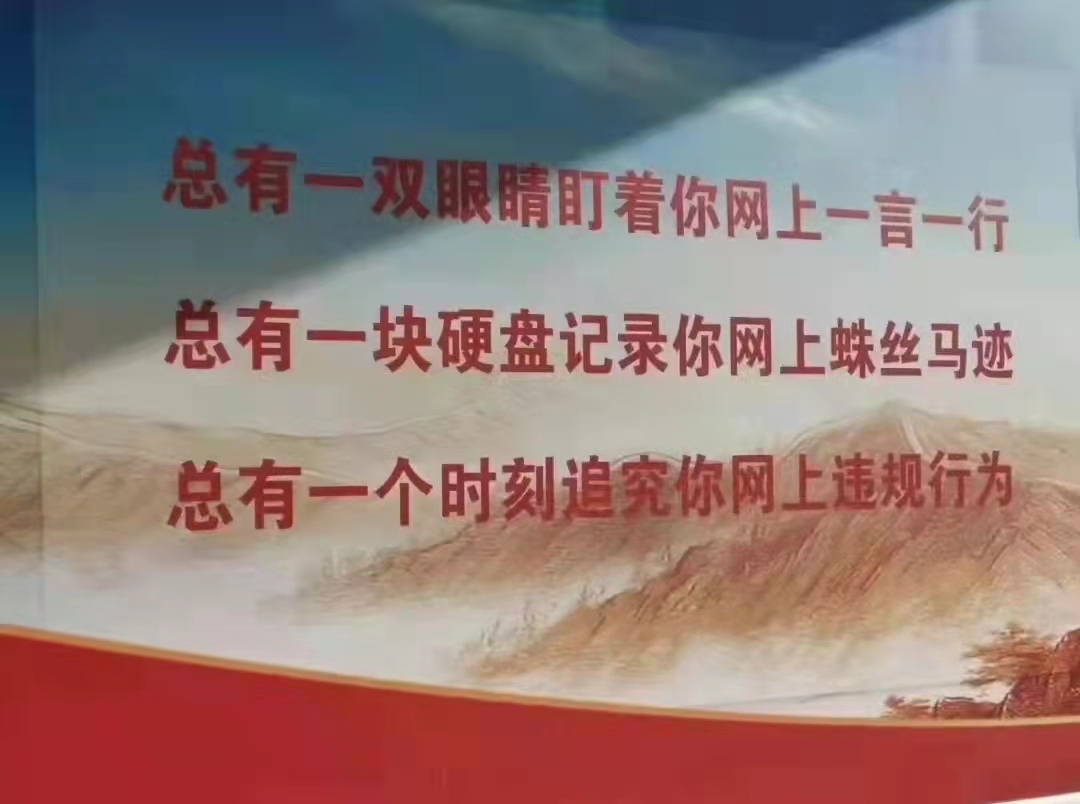 总有一双眼睛盯着你网上一言一行
总有一块硬盘记录你网上蛛丝马迹
总有一个时刻追究你网上违规行为